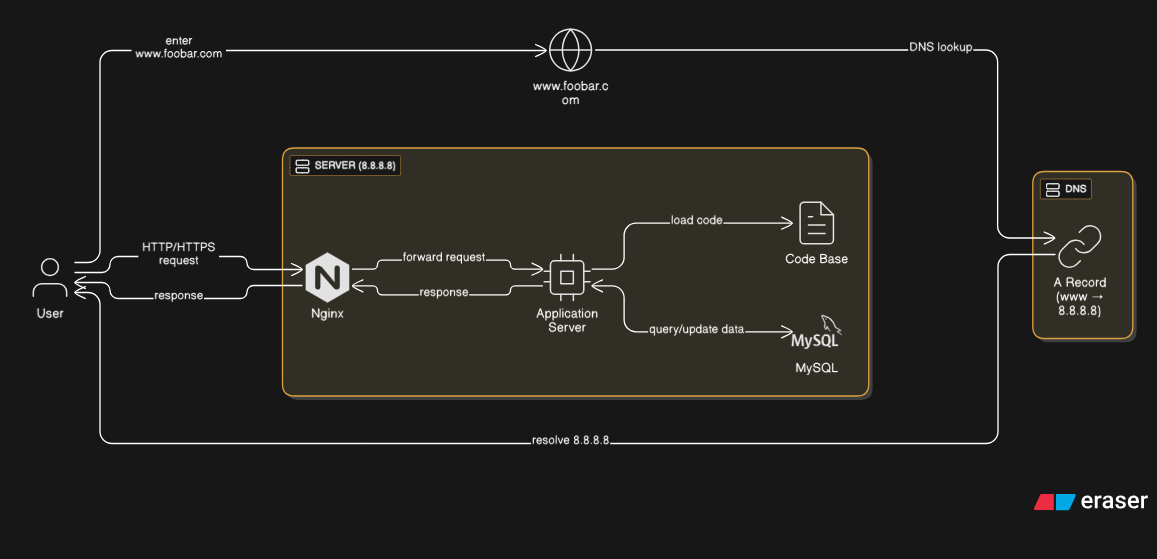 enter
www.foobar.com
DNS lookup
www.foobar.c
om
SERVER (8.8.8.8)
DNS
load code
Code Base
HTTP/HTTPS
request
forward request
response
response
User
Nginx
Application
Server
A Record
(www →
8.8.8.8)
query/update data
MySQL
MySQL
resolve 8.8.8.8
eraser